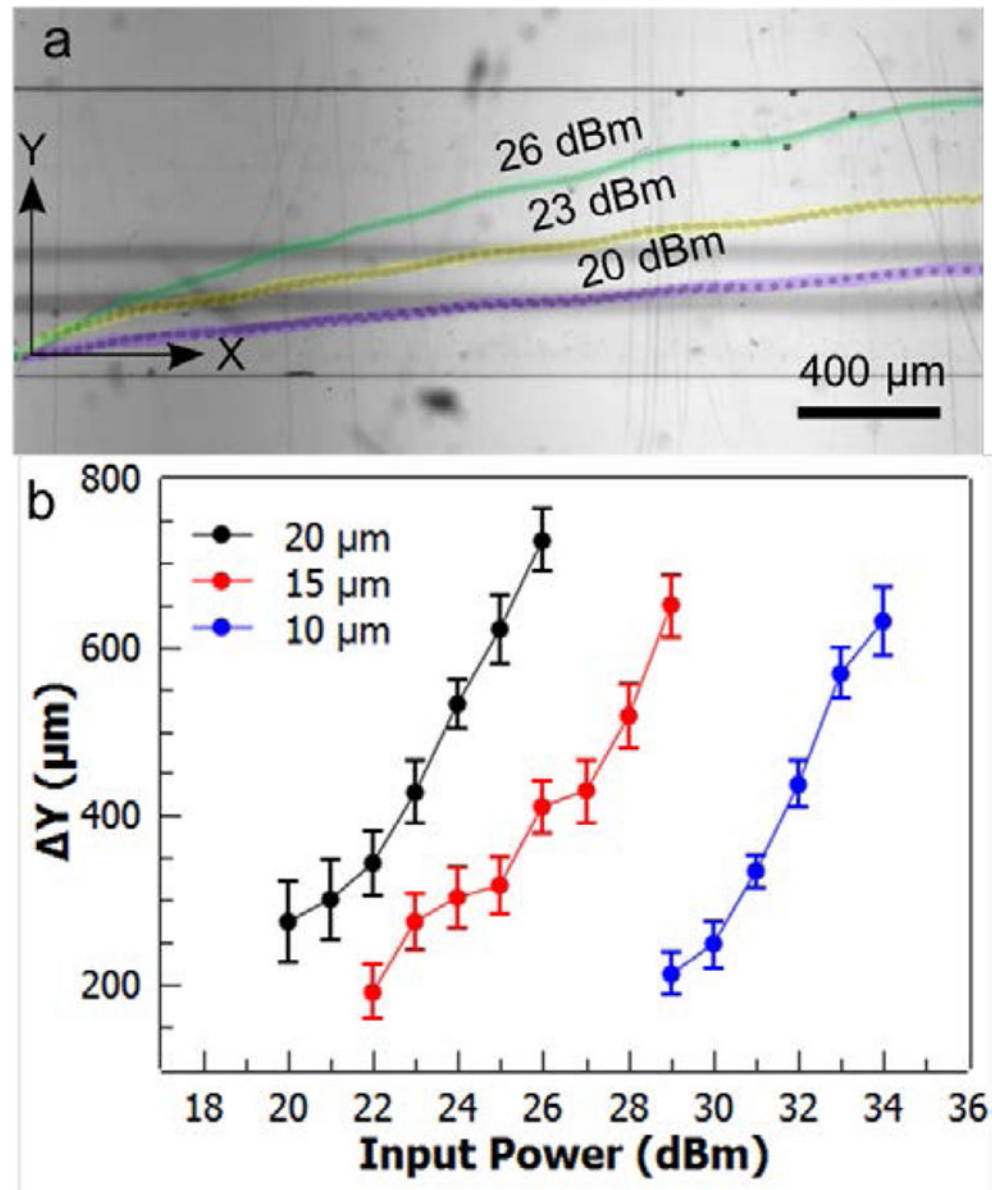 a
Y
26 dBm
23 dBm
20 dBm
X
400 µm
b
20 µm
15 µm
10 µm
800
600
400
200
ΔY (µm)
18 20 22 24 26 28 30 32 34 36
Input Power (dBm)